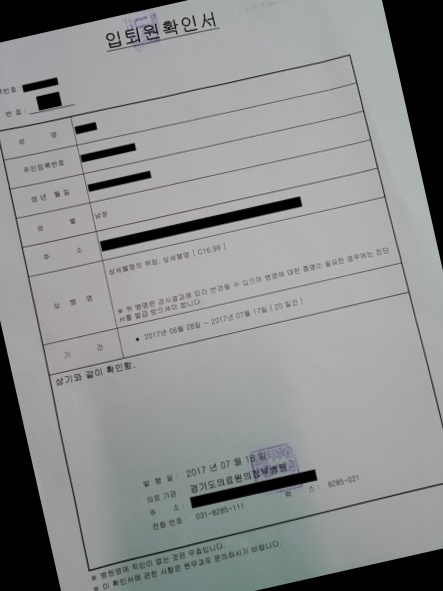 입퇴원확인서
번호 :
번 호 :
성 명
주민등록번호
생년 월 일
성 별 남성
주 소
상 병 명 상세불명의 위암, 상세불명 [ C16.99 ]
※ 위 병명은 검사결과에 따라 변경될 수 있으며 병명에 대한 증명이 필요한 경우에는 진단
서를 발급 받으셔야 합니다.
기 간 • 2017년 06월 28일 ~ 2017년 07월 17일 [ 20 일간 ]
상기와 같이 확인함.
발 행 일 : 2017 년 07 월 18 일
의료 기관 : 경기도의료원의정부병원
주 소 :
전화 번호 : 031-8285-111 팩 스 : 8285-021
※ 병원명에 직인이 없는 것은 무효입니다.
※ 이 확인서에 관한 사항은 원무과로 문의하시기 바랍니다.